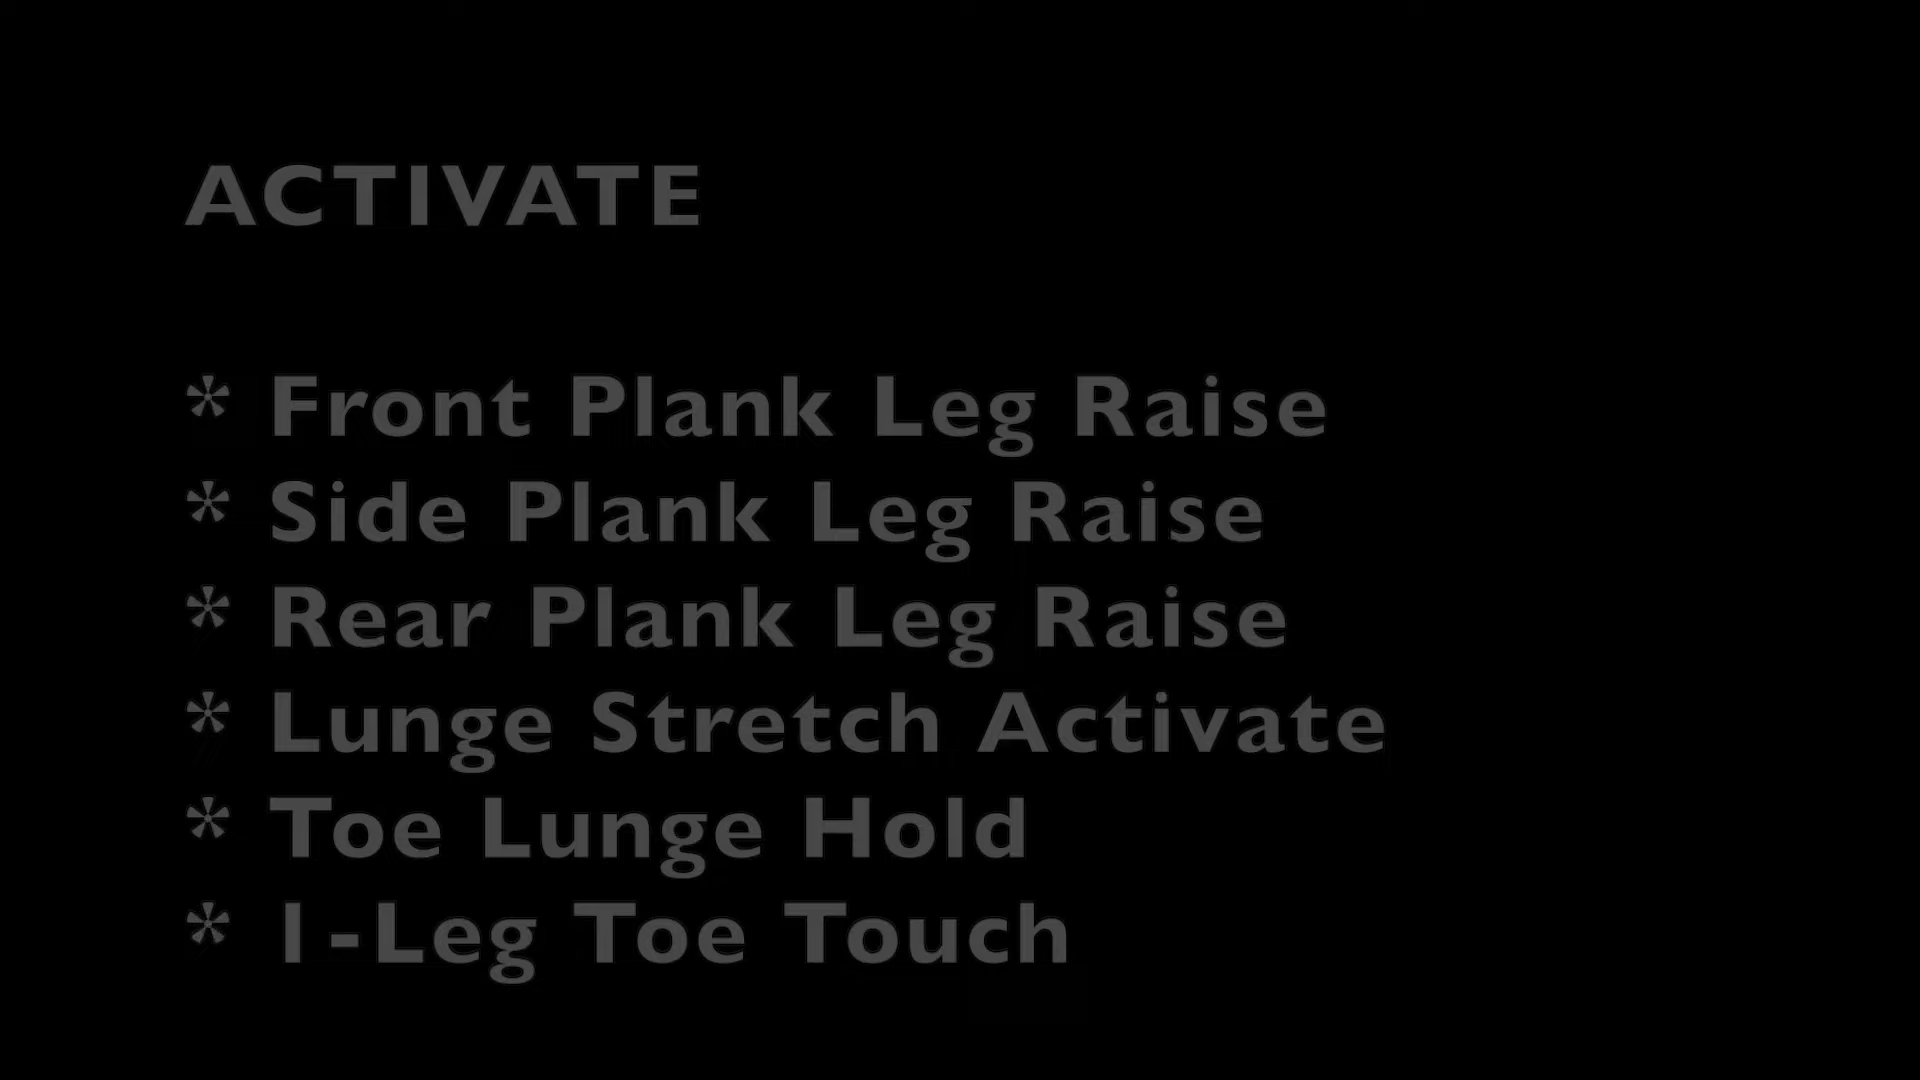 ACTIVATE
* Front Plank Leg Raise
* Side Plank Leg Raise
* Rear Plank Leg Raise
* Lunge Stretch Activate
* Toe Lunge Hold
* 1-Leg Toe Touch